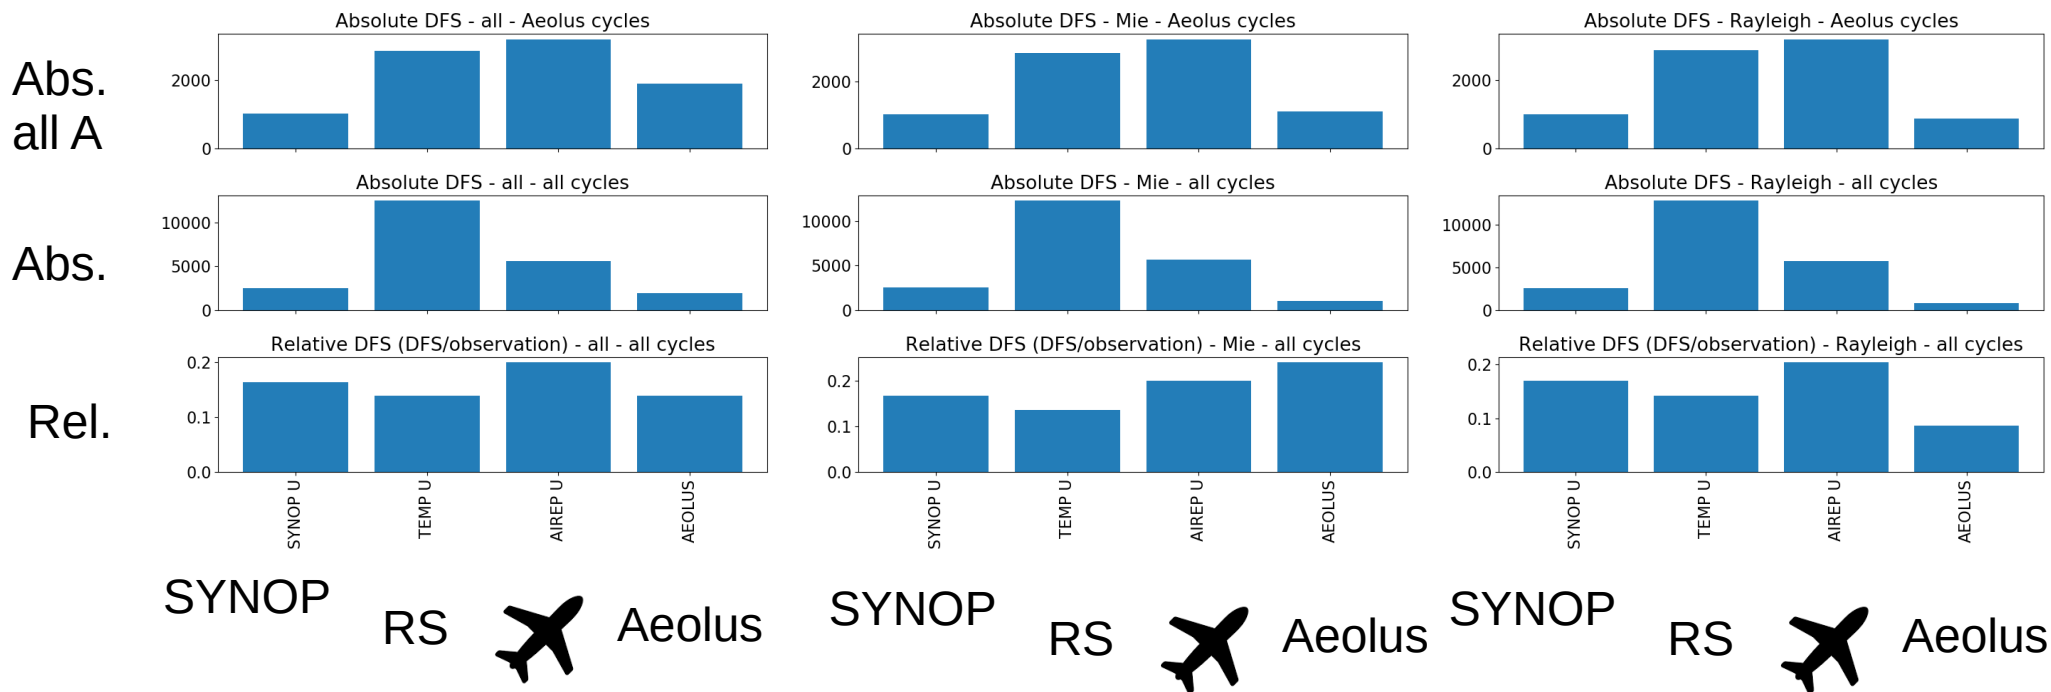 Absolute DFS - all - Aeolus cycles
Absolute DFS - Mie - Aeolus cycles
Absolute DFS - Rayleigh - Aeolus cycles
Abs.
all A
2000
0
2000
0
2000
0
Absolute DFS - all - all cycles
Absolute DFS - Mie - all cycles
Absolute DFS - Rayleigh - all cycles
Abs.
10000
5000
0
10000
5000
0
10000
5000
0
Relative DFS (DFS/observation) - all - all cycles
Relative DFS (DFS/observation) - Mie - all cycles
Relative DFS (DFS/observation) - Rayleigh - all cycles
Rel.
0.2
0.1
0.0
0.2
0.1
0.0
0.2
0.1
0.0
SYNOP U
TEMP U
AIREP U
AEOLUS
SYNOP U
TEMP U
AIREP U
AEOLUS
SYNOP U
TEMP U
AIREP U
AEOLUS
SYNOP
RS
Aeolus
SYNOP
RS
Aeolus
SYNOP
RS
Aeolus